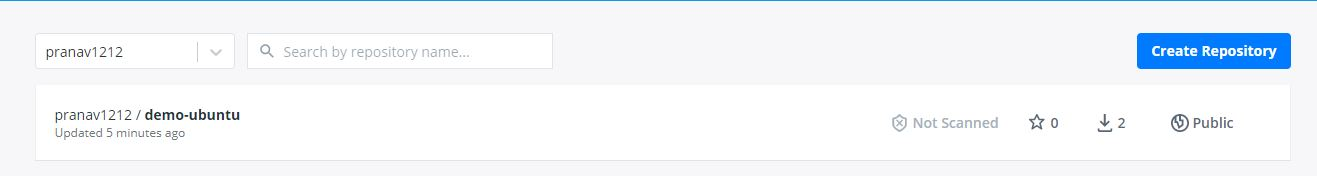 pranav1212
Search by repository name...
Create Repository
pranav1212 / demo-ubuntu
Updated 5 minutes ago
Not Scanned
0
2
Public